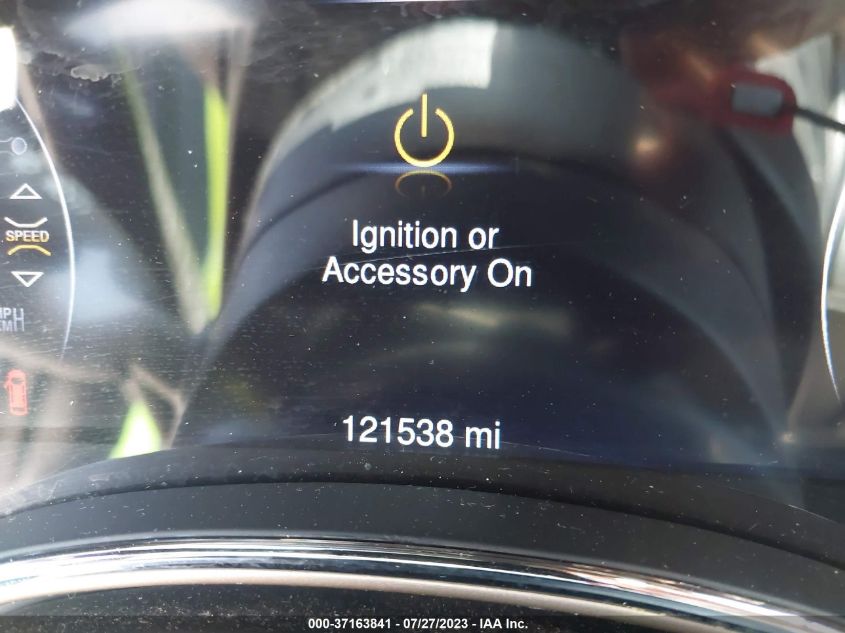 SPEED
Ignition or
Accessory On
121538 mi
000-37163841 / 07/27/2023 - IAA Inc.